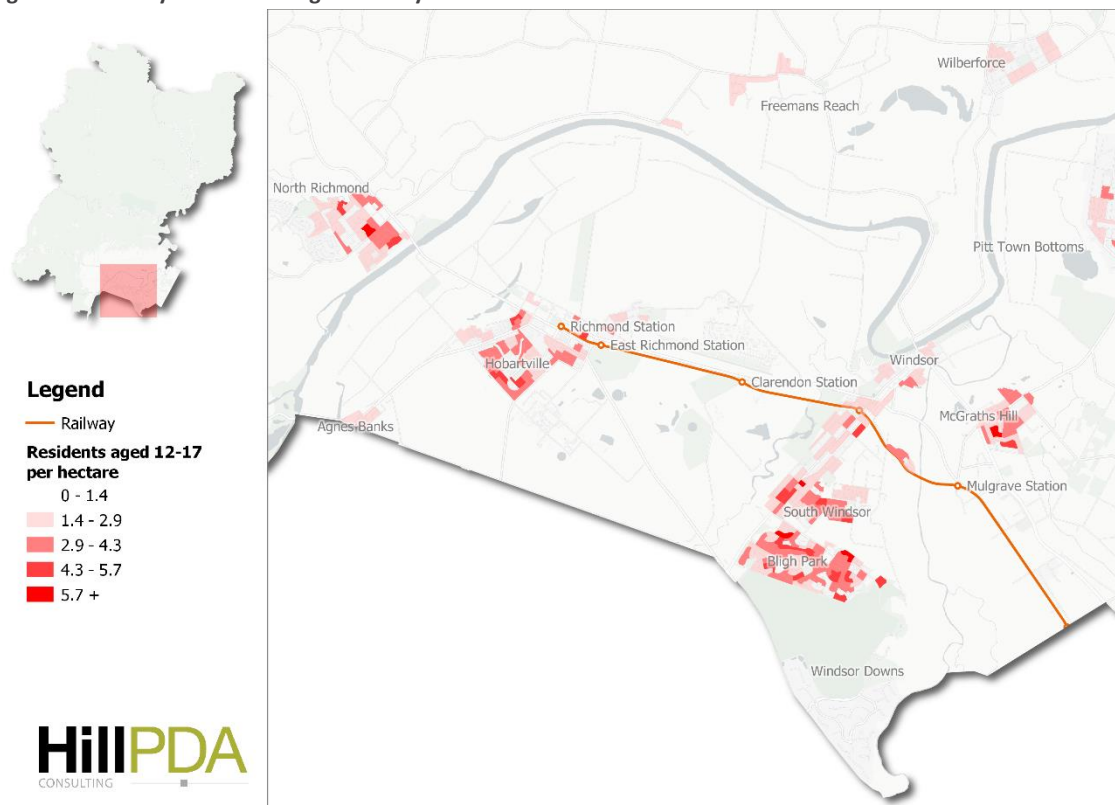 Wilberforce
Freemans Reach
North Richmond
Pitt Town Bottoms
Richmond Station
East Richmond Station
Hobartville
Windsor
Clarendon Station
McGraths Hill
Agnes Banks
Mulgrave Station
South Windsor
Bligh Park
Windsor Downs
Legend
Railway
Residents aged 12-17
per hectare
0 - 1.4
1.4 - 2.9
2.9 - 4.3
4.3 - 5.7
5.7 +
HillPDA
CONSULTING